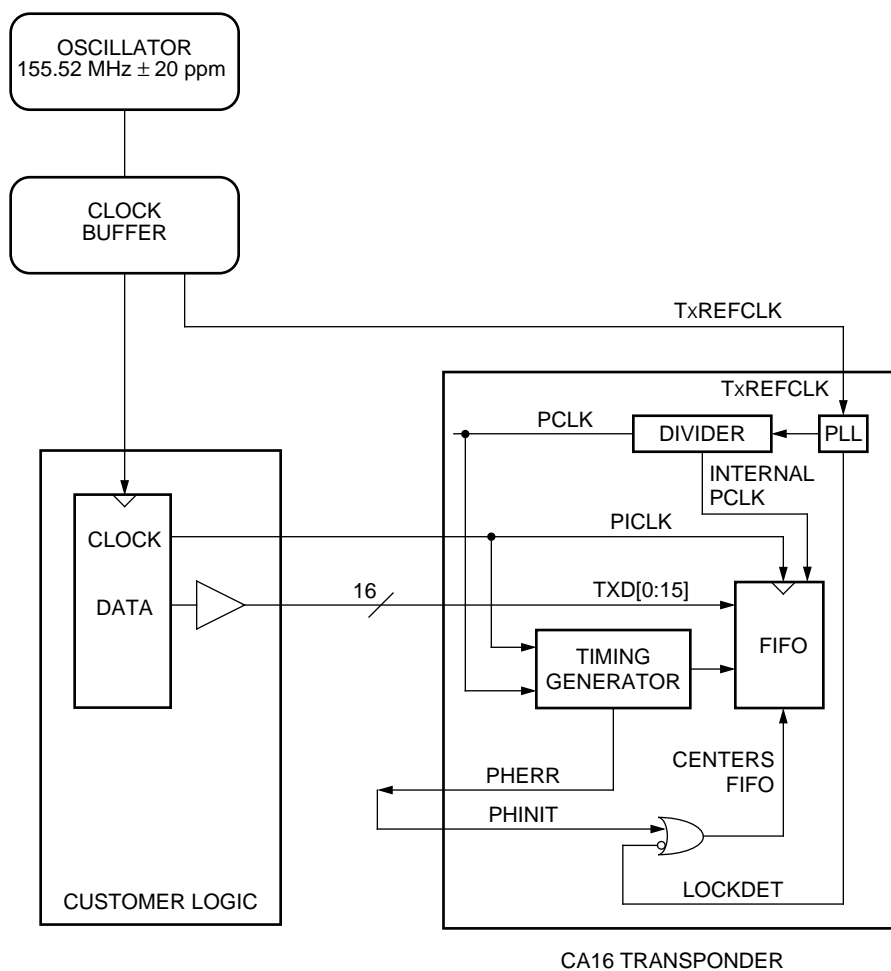 OSCILLATOR
155.52 MHz ± 20 ppm
CLOCK
BUFFER
TXREFCLK
TXREFCLK
PCLK
DIVIDER
PLL
INTERNAL
PCLK
CLOCK
PICLK
DATA
16
TXD[0:15]
FIFO
TIMING
GENERATOR
CENTERS
FIFO
PHERR
PHINIT
LOCKDET
CUSTOMER LOGIC
CA16 TRANSPONDER